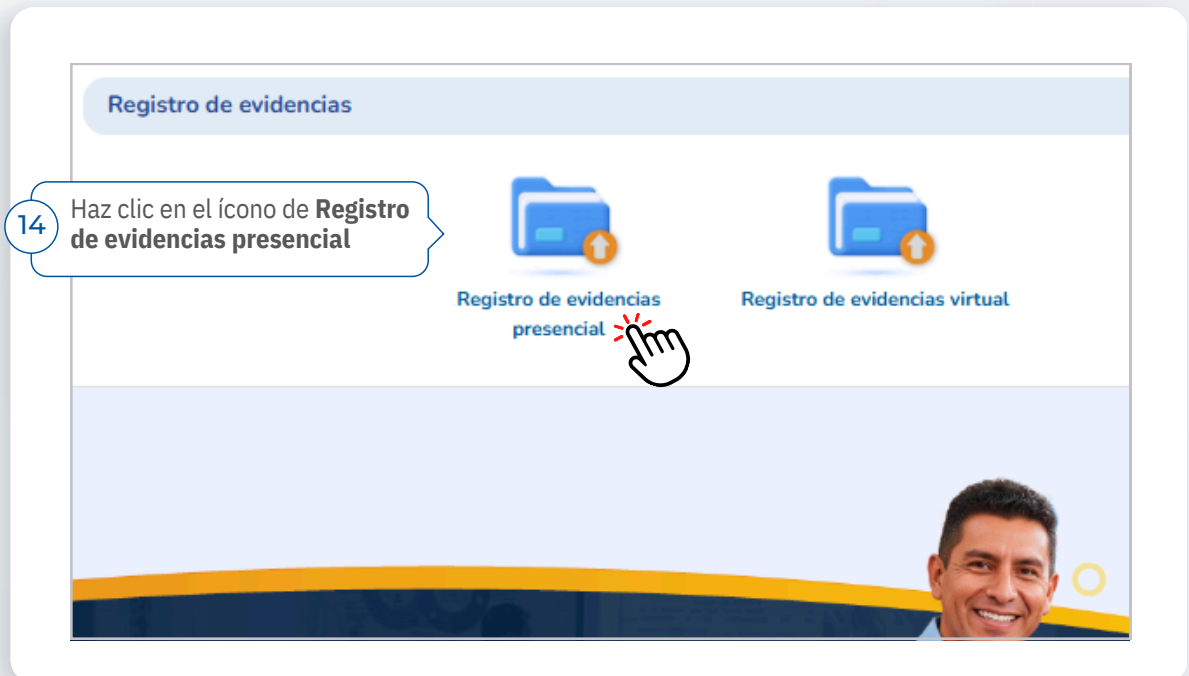 Registro de evidencias
14
Haz clic en el ícono de Registro
de evidencias presencial
Registro de evidencias
presencial
Registro de evidencias virtual